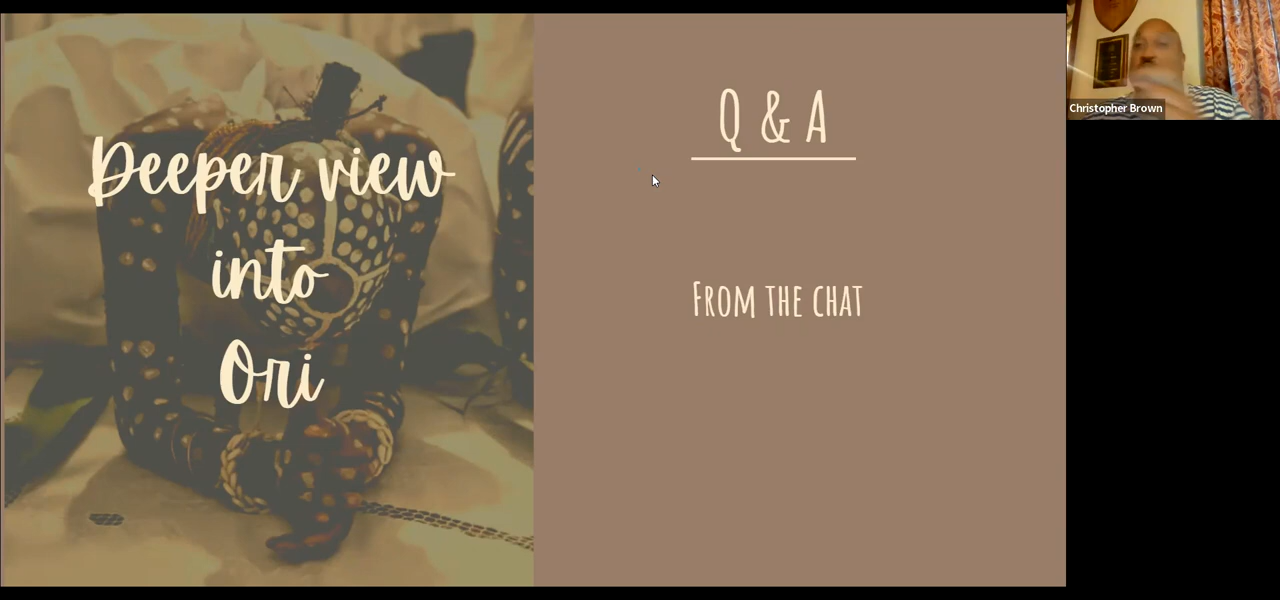 Deeper view
into
Ori
Q & A
From the chat
Christopher Brown